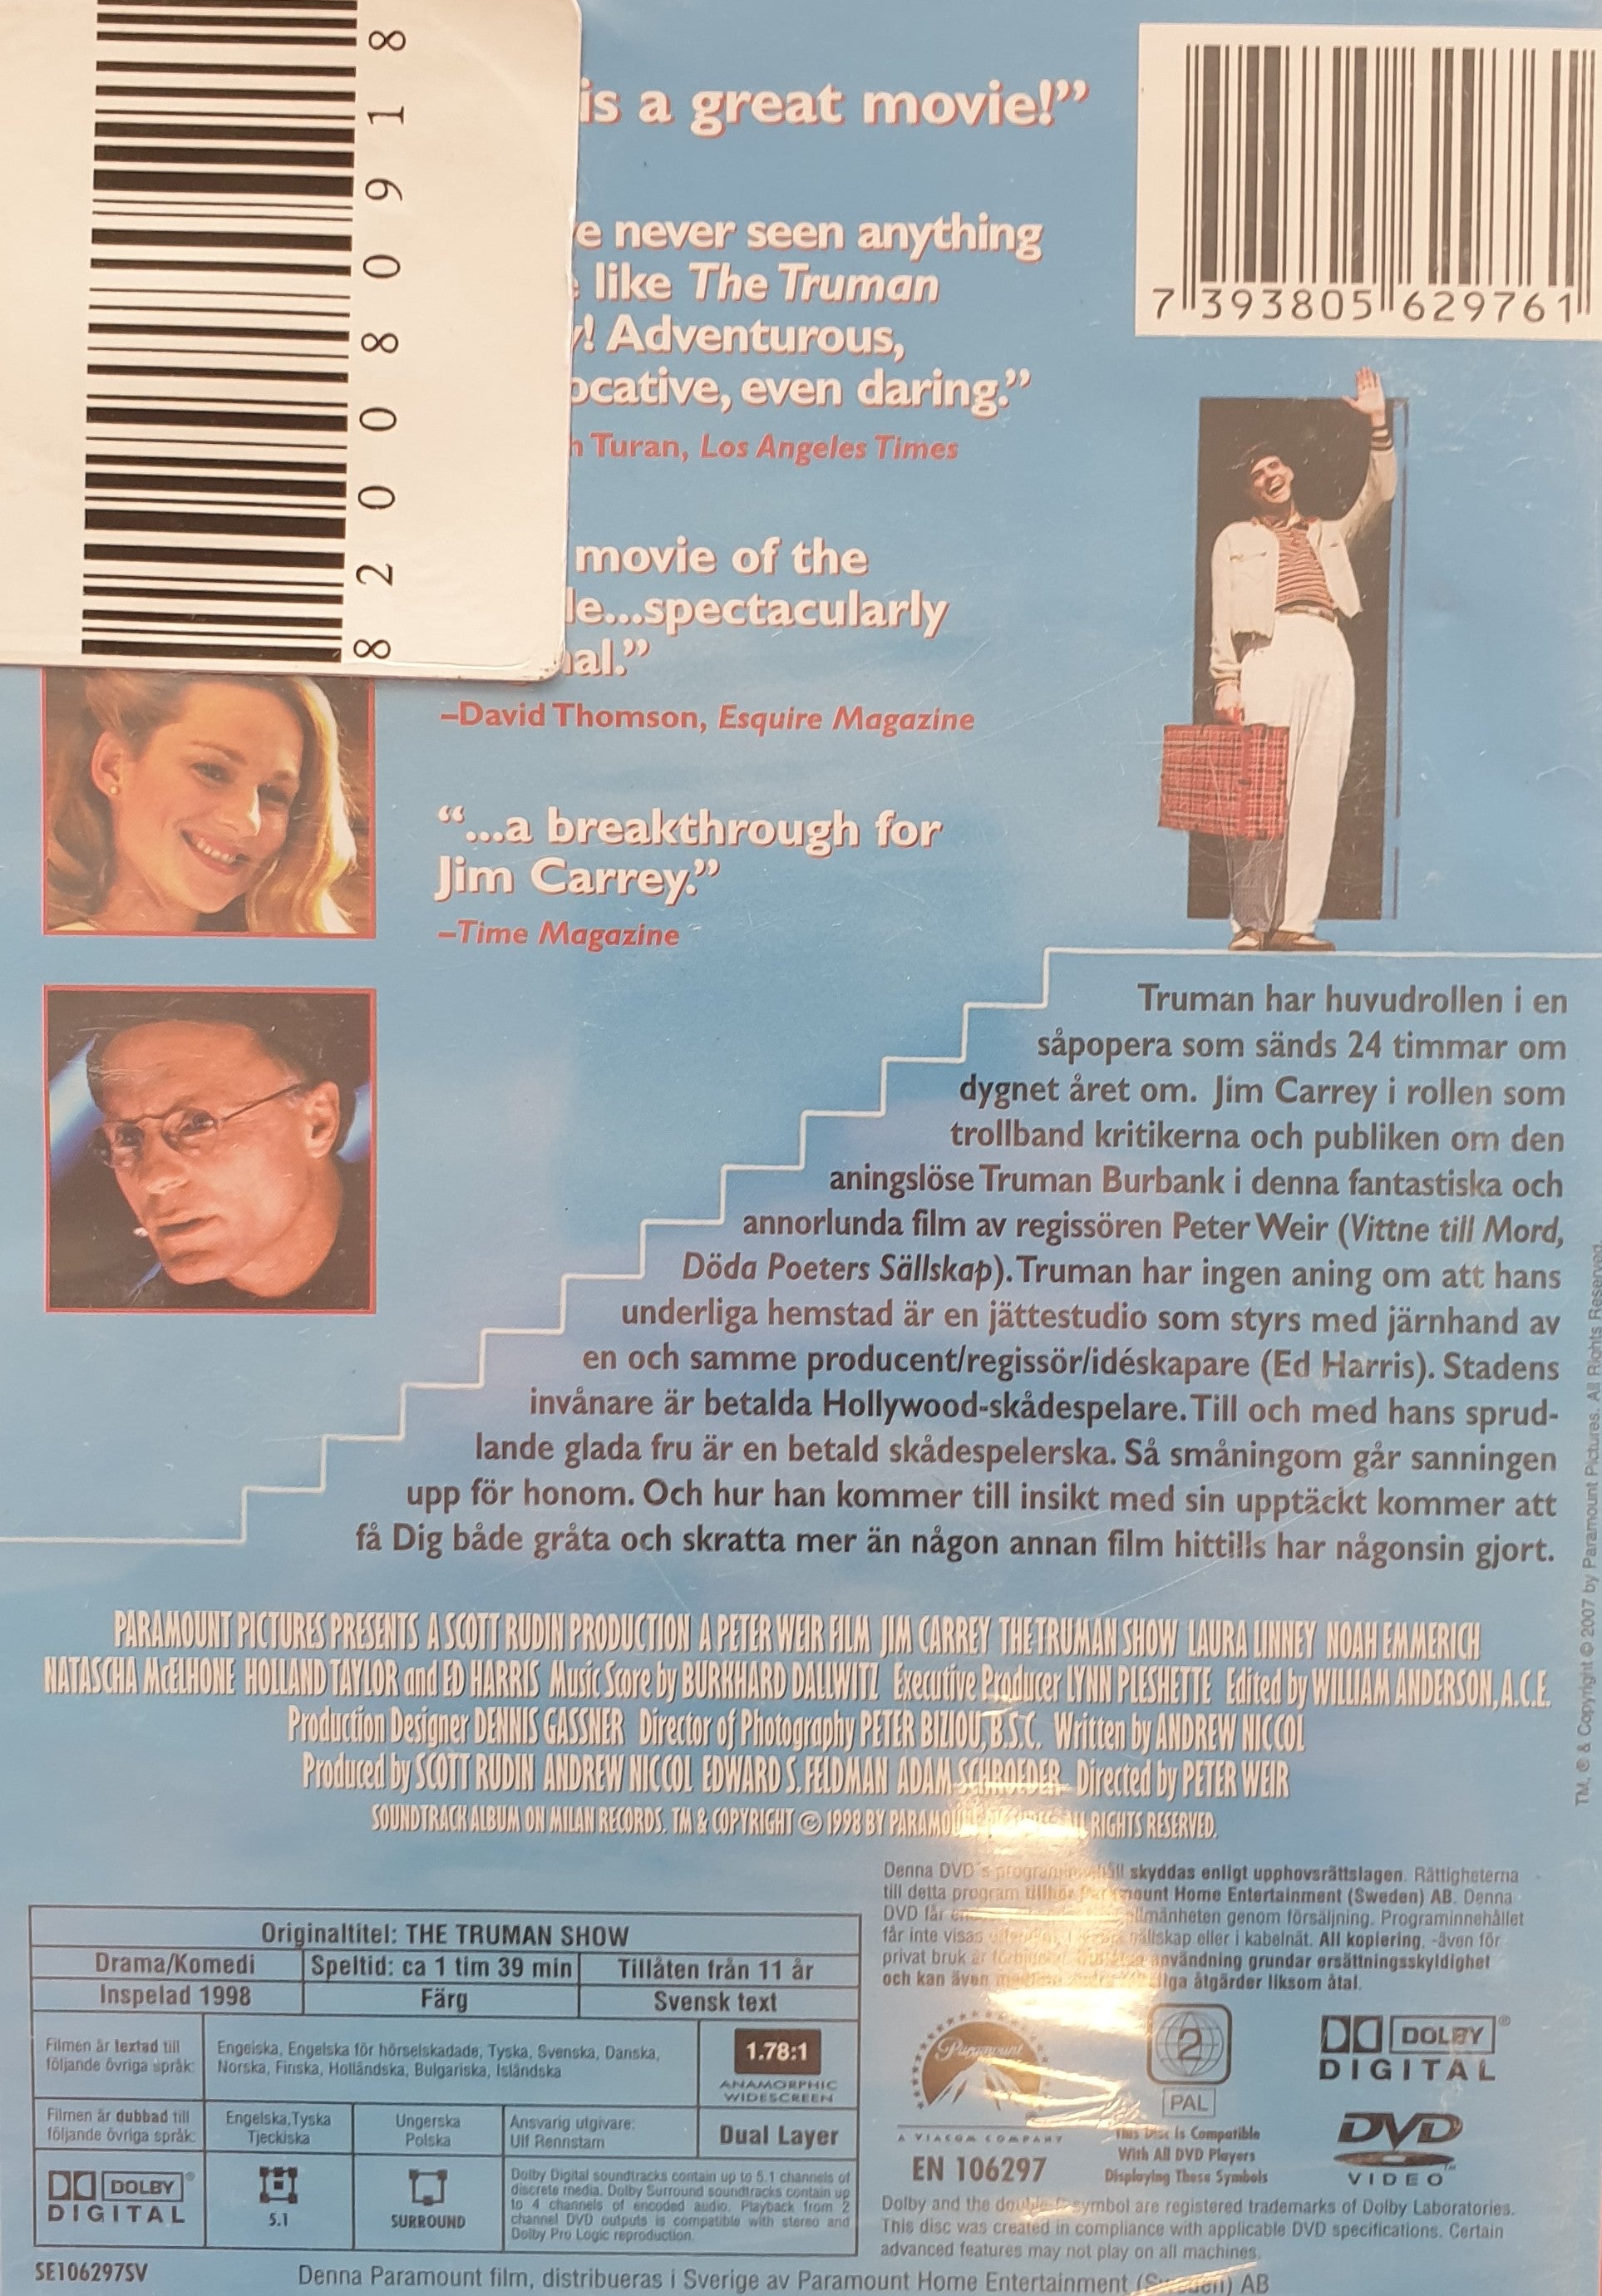 82008091 8
is a great movie!”
7 393805 629761
e never seen anything
like The Truman
! Adventurous,
ocative, even daring.”
h Turan, Los Angeles Times
movie of the
le...spectacularly
nal.”
–David Thomson, Esquire Magazine
“...a breakthrough for
Jim Carrey.”
–Time Magazine
Truman har huvudrollen i en
såpopera som sänds 24 timmar om
dygnet året om. Jim Carrey i rollen som
trollband kritikerna och publiken om den
aningslöse Truman Burbank i denna fantastiska och
annorlunda film av regissören Peter Weir (Vittne till Mord,
Döda Poeters Sällskap). Truman har ingen aning om att hans
underliga hemstad är en jättestudio som styrs med järnhand av
en och samme producent/regissör/idéskapare (Ed Harris). Stadens
invånare är betalda Hollywood-skådespelare. Till och med hans sprud-
lande glada fru är en betald skådespelerska. Så småningom går sanningen
upp för honom. Och hur han kommer till insikt med sin upptäckt kommer att
få Dig både gråta och skratta mer än någon annan film hittills har någonsin gjort.
TM, ® & Copyright © 2007 by Paramount Pictures. All Rights Reserved.
PARAMOUNT PICTURES PRESENTS A SCOTT RUDIN PRODUCTION A PETER WEIR FILM JIM CARREY THE TRUMAN SHOW LAURA LINNEY NOAH EMMERICH
NATASCHA McELHONE HOLLAND TAYLOR and ED HARRIS Music Score by BURKHARD DALLWITZ Executive Producer LYNN PLESHETTE Edited by WILLIAM ANDERSON, A.C.E.
Production Designer DENNIS GASSNER Director of Photography PETER BIZIOU, B.S.C. Written by ANDREW NICCOL
Produced by SCOTT RUDIN ANDREW NICCOL EDWARD S. FELDMAN ADAM SCHROEDER Directed by PETER WEIR
SOUNDTRACK ALBUM ON MILAN RECORDS. TM & COPYRIGHT © 1998 BY PARAMOU ALL RIGHTS RESERVED.
Originaltitel: THE TRUMAN SHOW
Drama/Komedi Speltid: ca 1 tim 39 min Tillåten från 11 år
Inspelad 1998 Färg Svensk text
Filmen är textad till
följande övriga språk:
Engelska, Engelska för hörselskadade, Tyska, Svenska, Danska,
Norska, Finska, Holländska, Bulgariska, Isländska
1.78:1
ANAMORPHIC
WIDESCREEN
Filmen är dubbad till
följande övriga språk:
Engelska, Tyska
Tjeckiska
Ungerska
Polska
Ansvarig utgivare:
Ulf Rennstam
Dual Layer
DOLBY
DIGITAL
5.1
SURROUND
Dolby Digital soundtracks contain up to 5.1 channels of
discrete media. Dolby Surround soundtracks contain up
to 4 channels of encoded audio. Playback from 2
channel DVD outputs is compatible with stereo and
Dolby Pro Logic reproduction.
Denna DVD´s skyddas enligt upphovsrättslagen. Rättigheterna
till detta program tillhör Paramount Home Entertainment (Sweden) AB. Denna
DVD får allmänheten genom försäljning. Programinnehållet
får inte visas sällskap eller i kabelnät. All kopiering, -även för
privat bruk är användning grundar ersättningsskyldighet
och kan även åtgärder liksom åtal.
Paramount
A VIACOM COMPANY
EN 106297
2
PAL
This Disc Is Compatible
With All DVD Players
Displaying These Symbols
DOLBY
DIGITAL
DVD
VIDEO
Dolby and the double-D symbol are registered trademarks of Dolby Laboratories.
This disc was created in compliance with applicable DVD specifications. Certain
advanced features may not play on all machines.
SE106297SV
Denna Paramount film, distribueras i Sverige av Paramount Home Entertainment (Sweden) AB